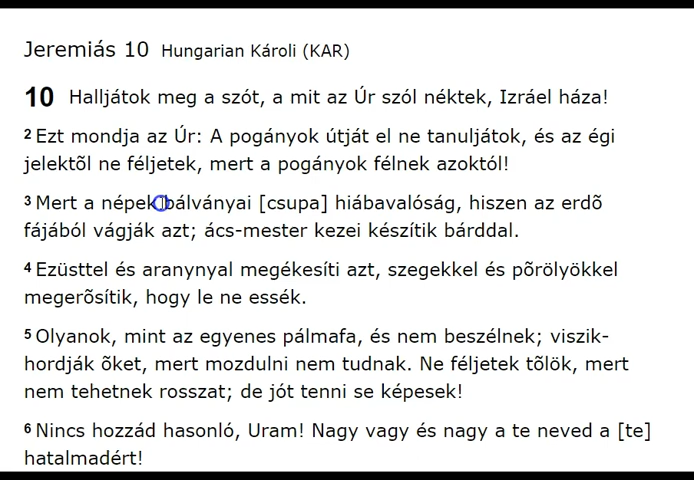 Jeremiás 10 Hungarian Károli (KAR)
10 Halljátok meg a szót, a mit az Úr szól néktek, Izráel háza!
2 Ezt mondja az Úr: A pogányok útját el ne tanuljátok, és az égi
jelektõl ne féljetek, mert a pogányok félnek azoktól!
3 Mert a népek bálványai [csupa] hiábavalóság, hiszen az erdõ
fájából vágják azt; ács-mester kezei készítik bárddal.
4 Ezüsttel és aranynyal megékesíti azt, szegekkel és põrölyökkel
megerõsítik, hogy le ne essék.
5 Olyanok, mint az egyenes pálmafa, és nem beszélnek; viszik-
hordják õket, mert mozdulni nem tudnak. Ne féljetek tõlök, mert
nem tehetnek rosszat; de jót tenni se képesek!
6 Nincs hozzád hasonló, Uram! Nagy vagy és nagy a te neved a [te]
hatalmadért!